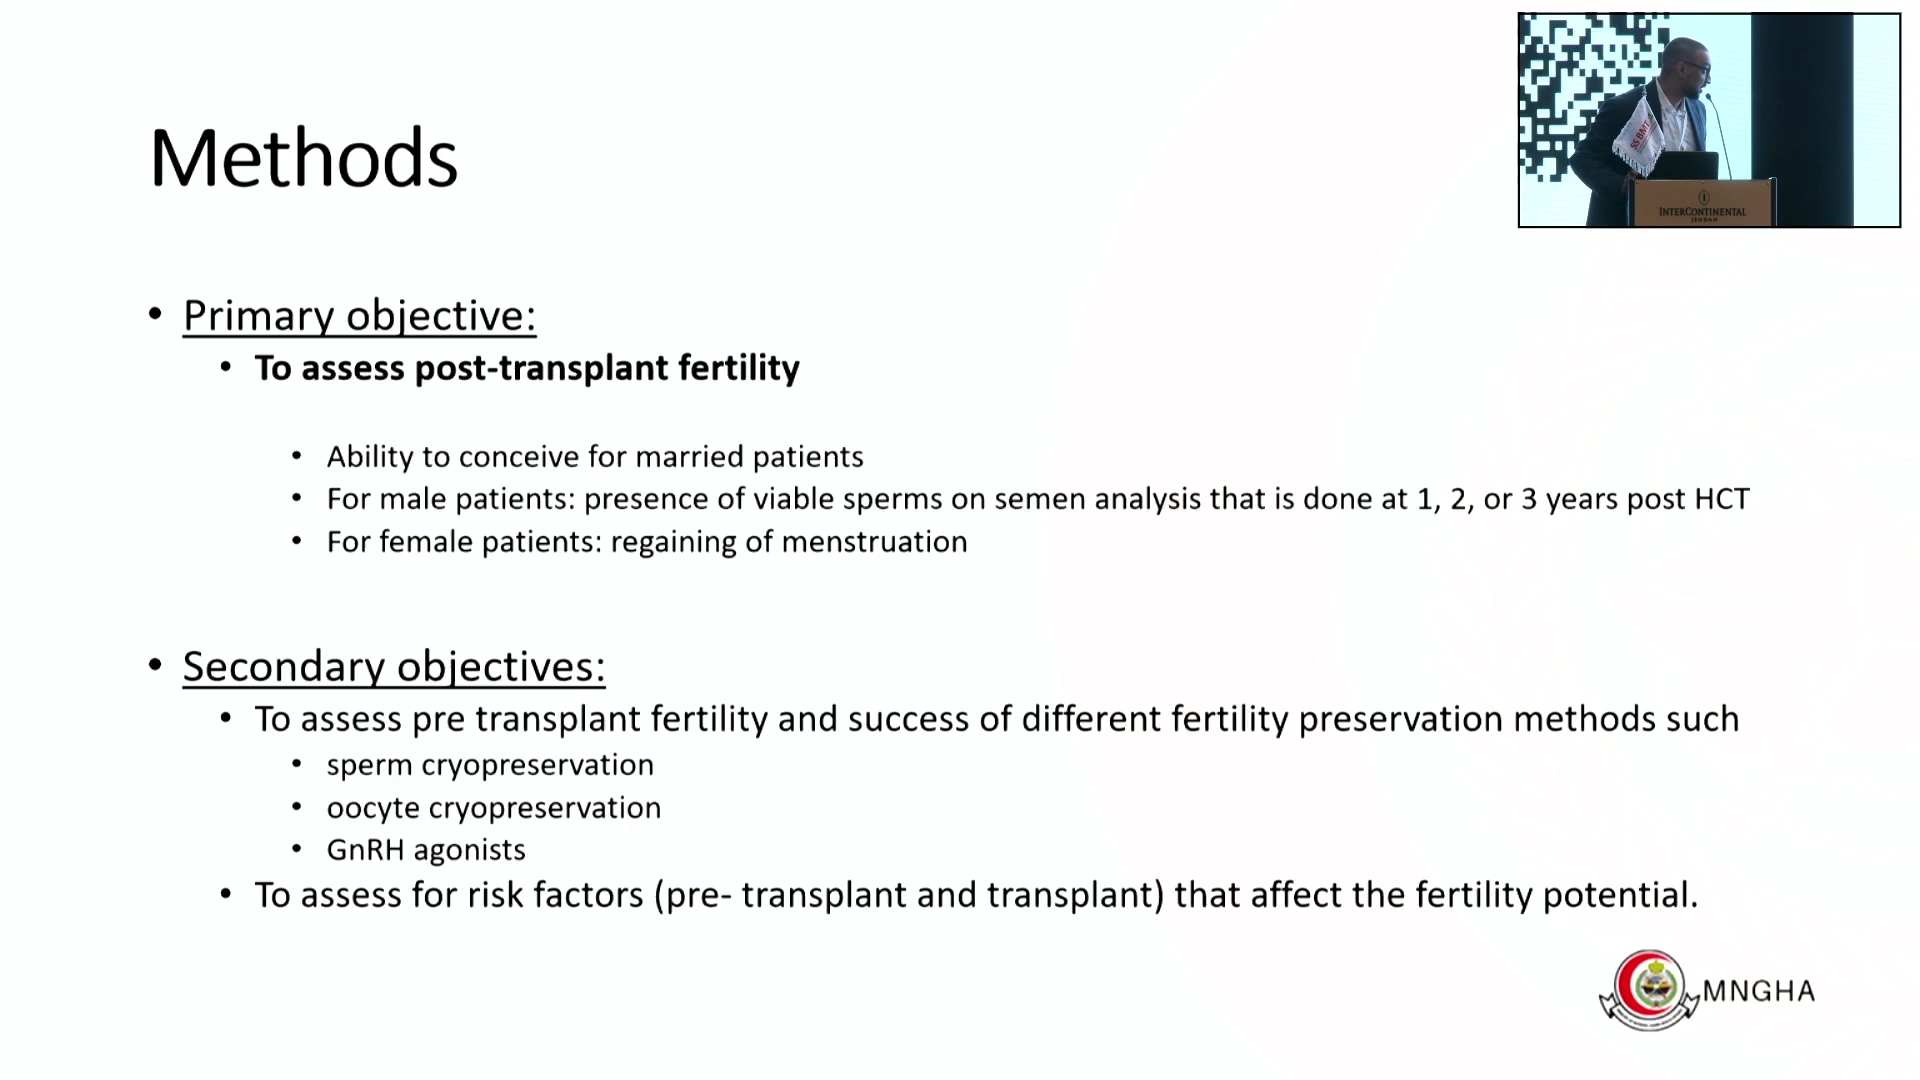 Methods
SSBMT
INTERCONTINENTAL
JEDDAH
• Primary objective:
• To assess post-transplant fertility
• Ability to conceive for married patients
• For male patients: presence of viable sperms on semen analysis that is done at 1, 2, or 3 years post HCT
• For female patients: regaining of menstruation
• Secondary objectives:
• To assess pre transplant fertility and success of different fertility preservation methods such
• sperm cryopreservation
• oocyte cryopreservation
• GnRH agonists
• To assess for risk factors (pre- transplant and transplant) that affect the fertility potential.
MNGHA